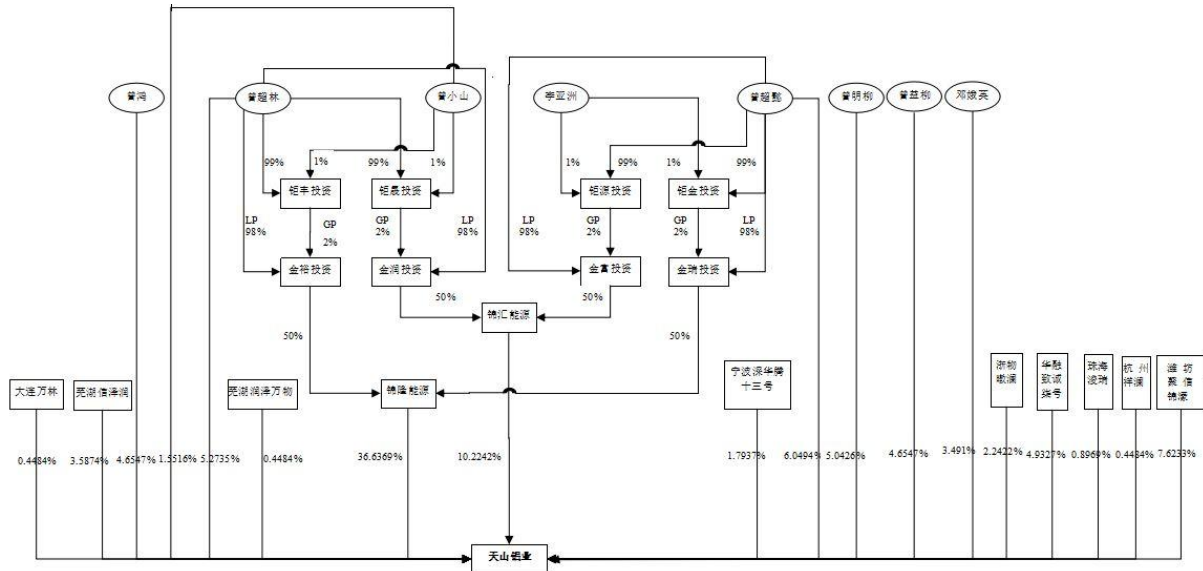 曾鸿
曾超林
曾小山
李亚洲
曾超懿
曾明柳
曾益柳
邓娥英
99%
1%
99%
1%
1%
99%
1%
99%
钜丰投资
钜晟投资
钜源投资
钜金投资
LP
98%
GP
2%
GP
2%
LP
98%
LP
98%
GP
2%
GP
2%
LP
98%
金裕投资
金润投资
金富投资
金瑞投资
50%
50%
锦汇能源
50%
50%
大连万林
芜湖信泽润
芜湖润泽万物
锦隆能源
宁波深华腾
十三号
浙物
暾澜
华融
致诚
柒号
珠海
浚瑞
杭州
祥澜
潍坊
聚信
锦濛
0.4484%
3.5874%
4.6547%
1.5516%
5.2735%
0.4484%
36.6369%
10.2242%
1.7937%
6.0494%
5.0426%
4.6547%
3.491%
2.2422%
4.9327%
0.8969%
0.4484%
7.6233%
天山铝业